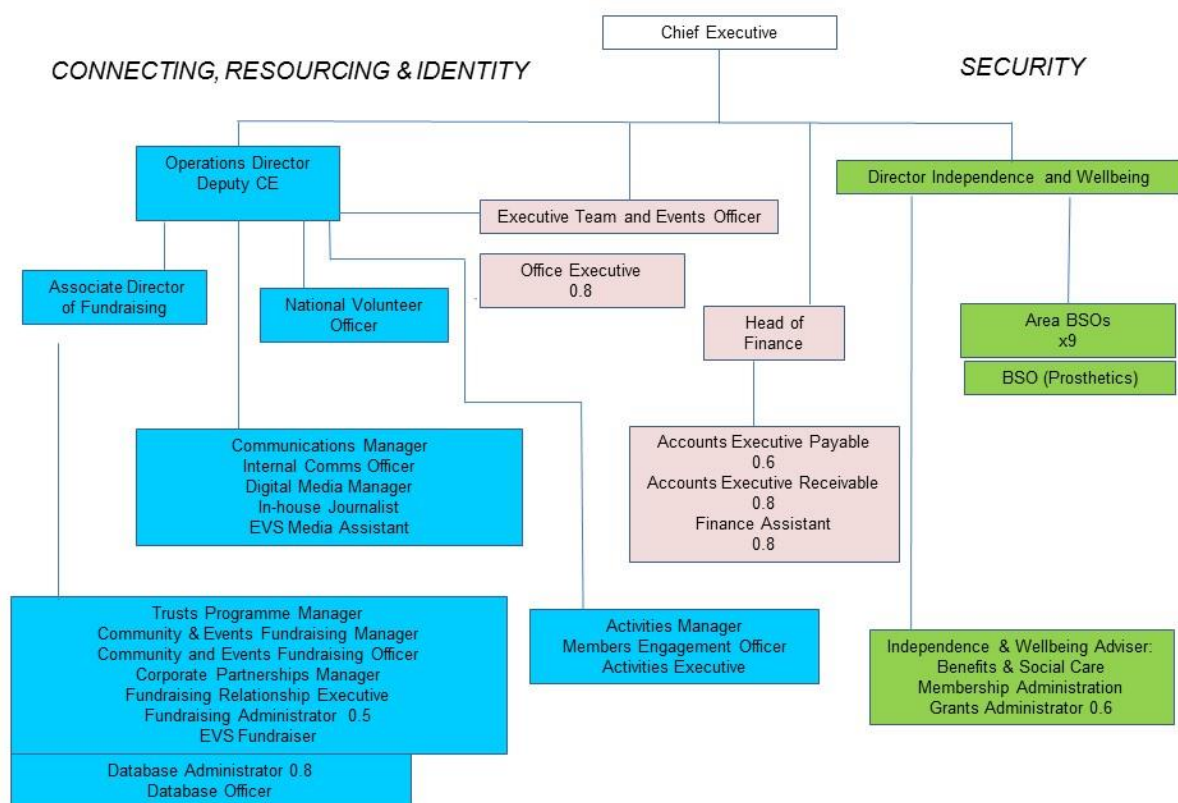 Chief Executive
CONNECTING, RESOURCING & IDENTITY
SECURITY
Operations Director
Deputy CE
Director Independence and Wellbeing
Executive Team and Events Officer
Office Executive
0.8
Associate Director
of Fundraising
National Volunteer
Officer
Head of
Finance
Area BSOs
x9
BSO (Prosthetics)
Communications Manager
Internal Comms Officer
Digital Media Manager
In-house Journalist
EVS Media Assistant
Accounts Executive Payable
0.6
Accounts Executive Receivable
0.8
Finance Assistant
0.8
Trusts Programme Manager
Community & Events Fundraising Manager
Community and Events Fundraising Officer
Corporate Partnerships Manager
Fundraising Relationship Executive
Fundraising Administrator 0.5
EVS Fundraiser
Activities Manager
Members Engagement Officer
Activities Executive
Independence & Wellbeing Adviser:
Benefits & Social Care
Membership Administration
Grants Administrator 0.6
Database Administrator 0.8
Database Officer